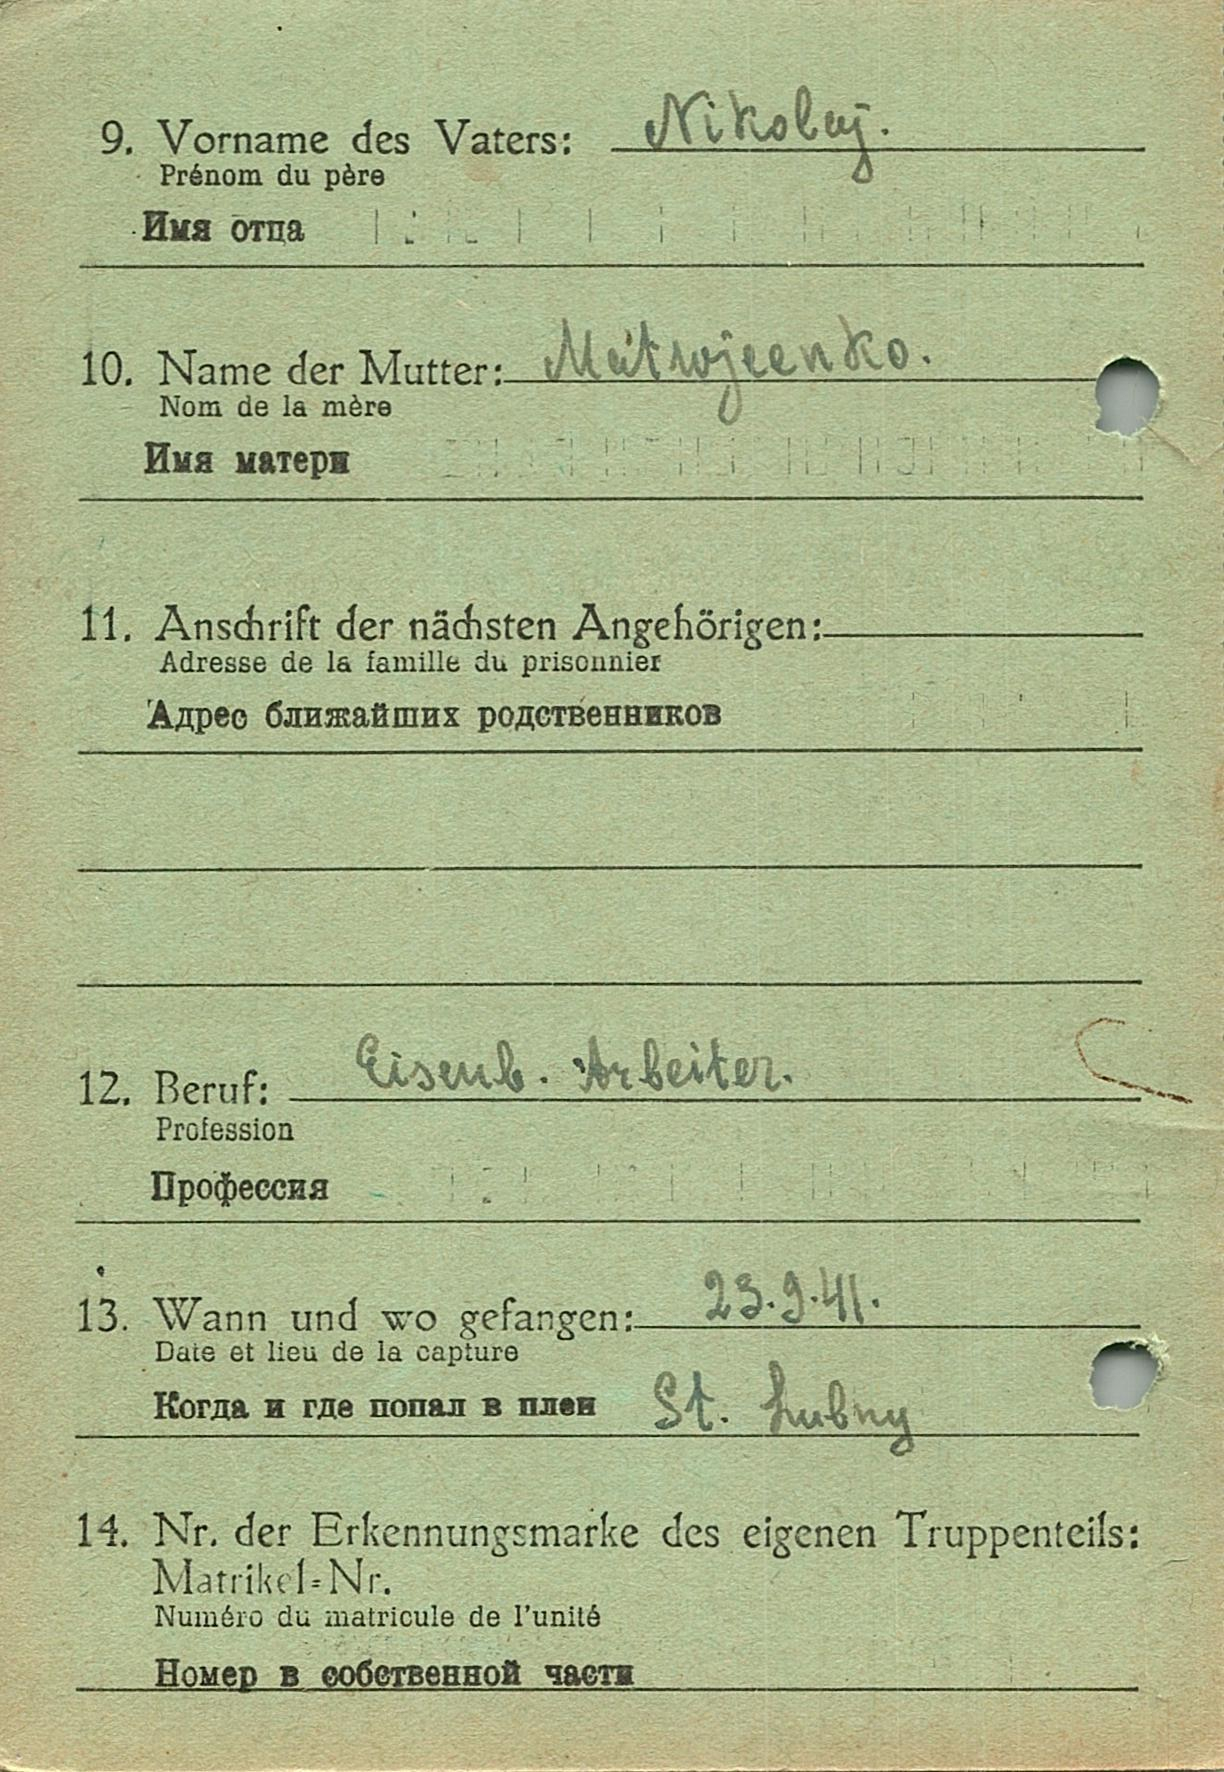 9. Vorname des Vaters: Nikolaj.
Prénom du père
Имя отца
10. Name der Mutter: Matwjeenko.
Nom de la mère
Имя матери
11. Anschrift der nächsten Angehörigen:
Adresse de la famille du prisonnier
Адрес ближайших родственников
12. Beruf: Eisenb. Arbeiter.
Profession
Профессия
13. Wann und wo gefangen: 23.9.41.
Date et lieu de la capture
Когда и где попал в плен St. Lubny
14. Nr. der Erkennungsmarke des eigenen Truppenteils:
Matrikel=Nr.
Numéro du matricule de l'unité
Номер в собственной части